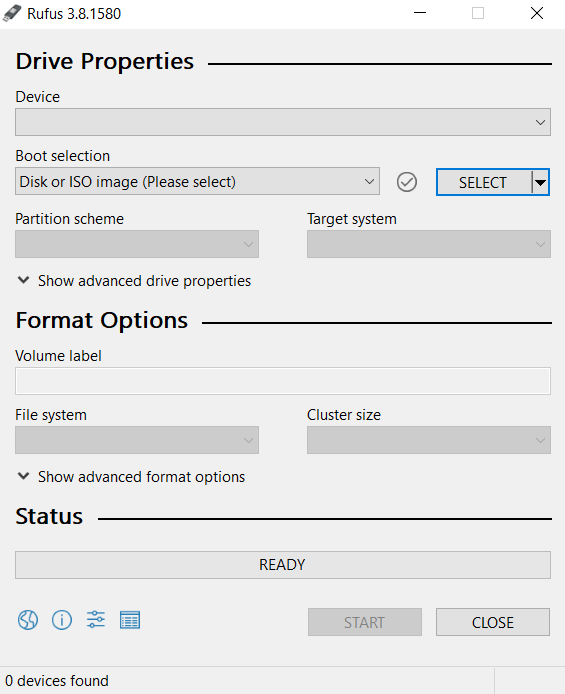 Rufus 3.8.1580
Drive Properties
Device
Boot selection
Disk or ISO image (Please select)
SELECT
Partition scheme
Target system
Show advanced drive properties
Format Options
Volume label
File system
Cluster size
Show advanced format options
Status
READY
START
CLOSE
0 devices found